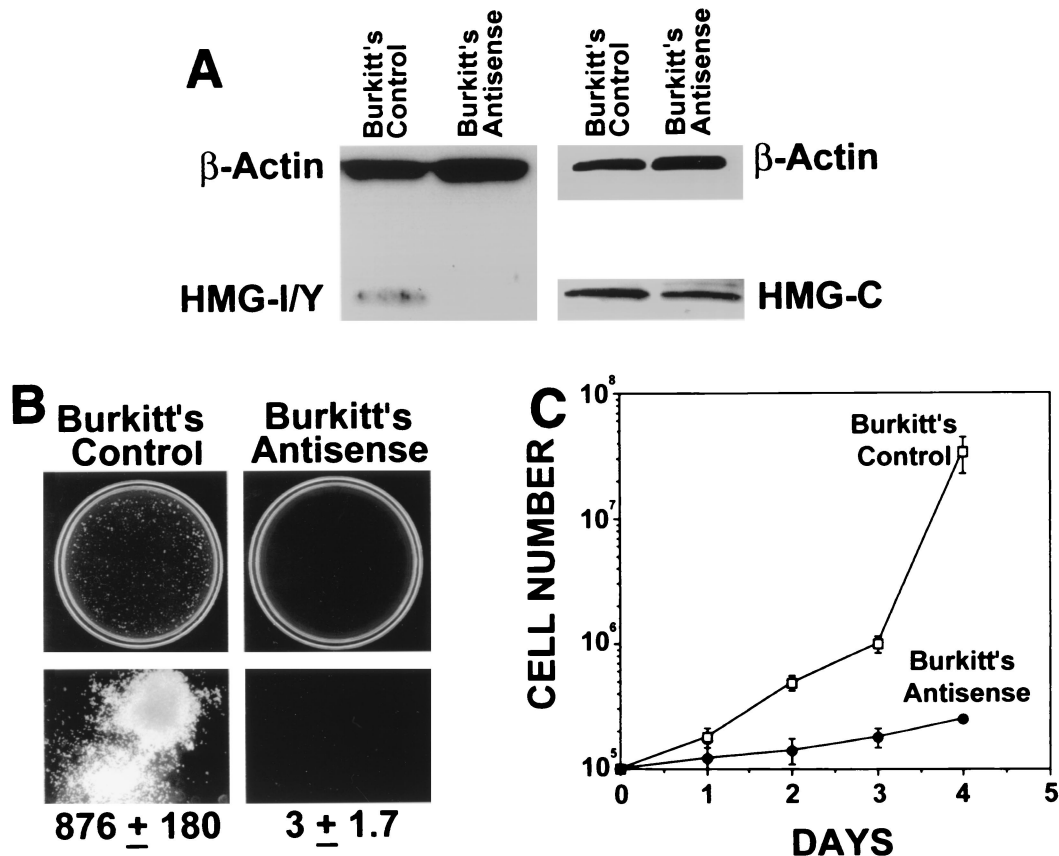 A
Burkitt's
Control
Burkitt's
Antisense
Burkitt's
Control
Burkitt's
Antisense
β-Actin
β-Actin
HMG-I/Y
HMG-C
B
Burkitt's
Control
Burkitt's
Antisense
876 ± 180
3 ± 1.7
C
CELL NUMBER
10⁸
10⁷
10⁶
10⁵
Burkitt's
Control
Burkitt's
Antisense
0 1 2 3 4 5
DAYS